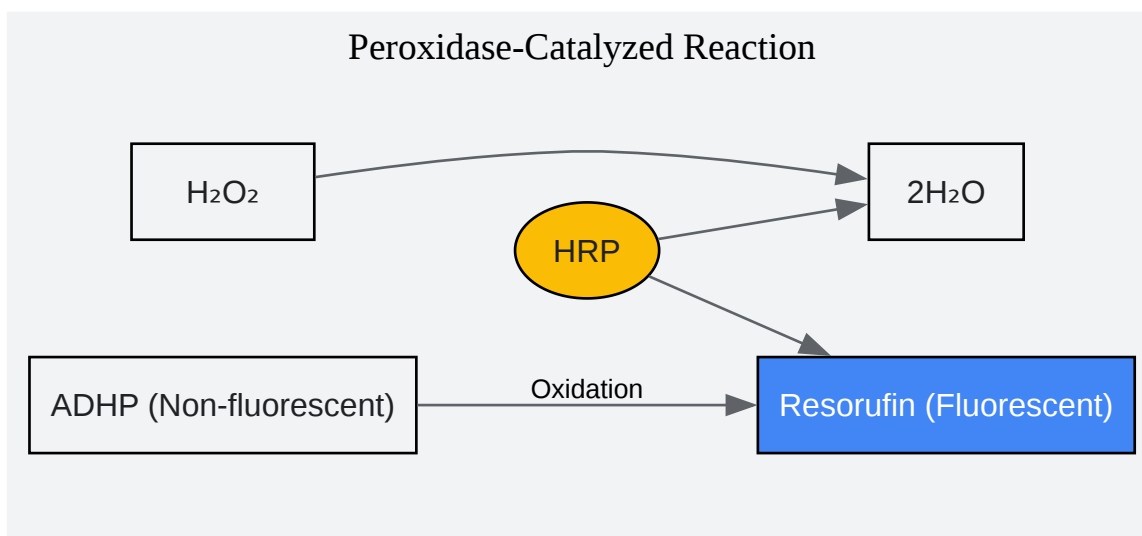 Peroxidase-Catalyzed Reaction
H₂O₂
2H₂O
HRP
Oxidation
ADHP (Non-fluorescent)
Resorufin (Fluorescent)